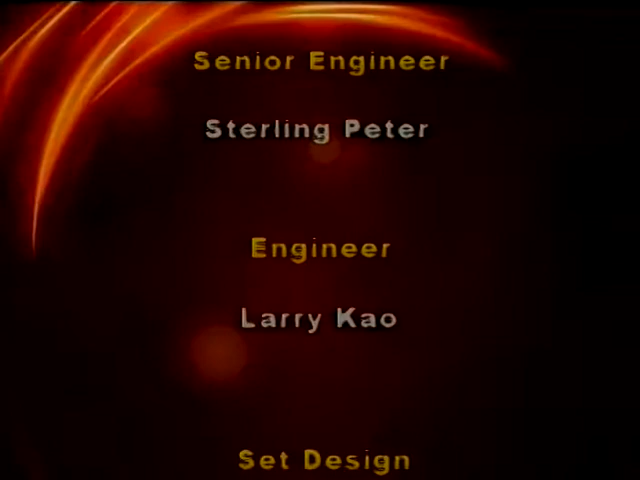 Senior Engineer
Sterling Peter
Engineer
Larry Kao
Set Design